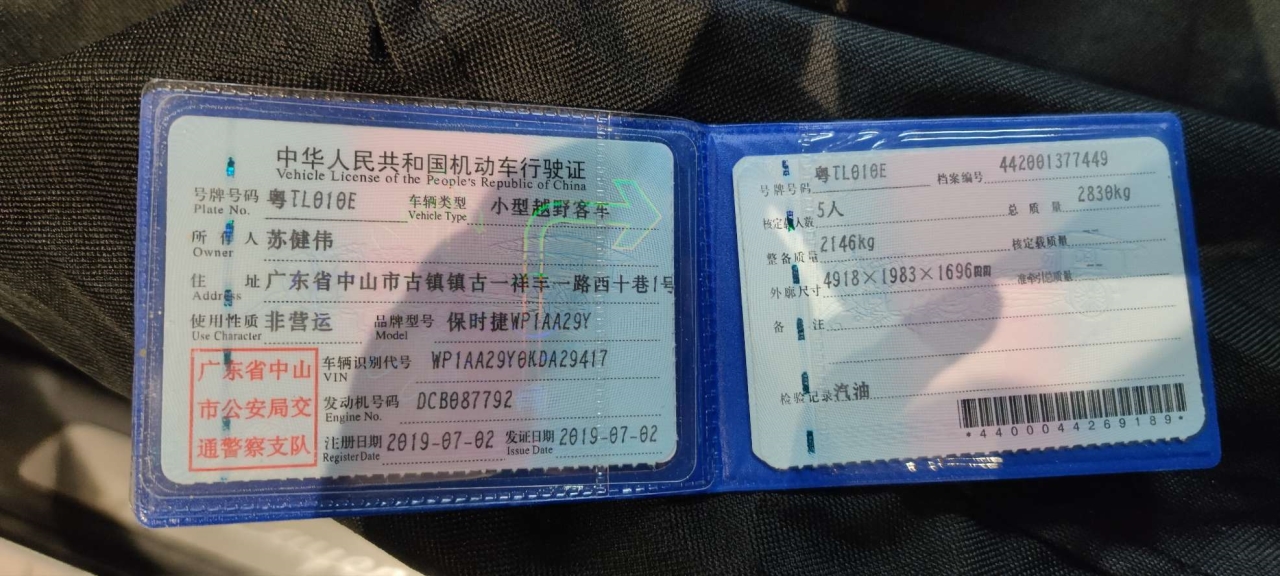 中华人民共和国机动车行驶证
Vehicle License of the People's Republic of China
号牌号码 Plate No. 粤TL010E 车辆类型 Vehicle Type 小型越野客车
所有人 Owner 苏健伟
住址 Address 广东省中山市古镇镇古一祥丰一路西十巷1号
使用性质 Use Character 非营运 品牌型号 Model 保时捷WP1AA29Y
广东省中山
市公安局交
通警察支队
车辆识别代号 VIN WP1AA29Y0KDA29417
发动机号码 Engine No. DCB087792
注册日期 Register Date 2019-07-02 发证日期 Issue Date 2019-07-02
号牌号码 粤TL010E 档案编号 442001377449
核定载人数 5人 总质量 2830kg
整备质量 2146kg 核定载质量 --
外廓尺寸 4918×1983×1696mm 准牵引总质量 --
备注
检验记录 汽油
*4400044269189*